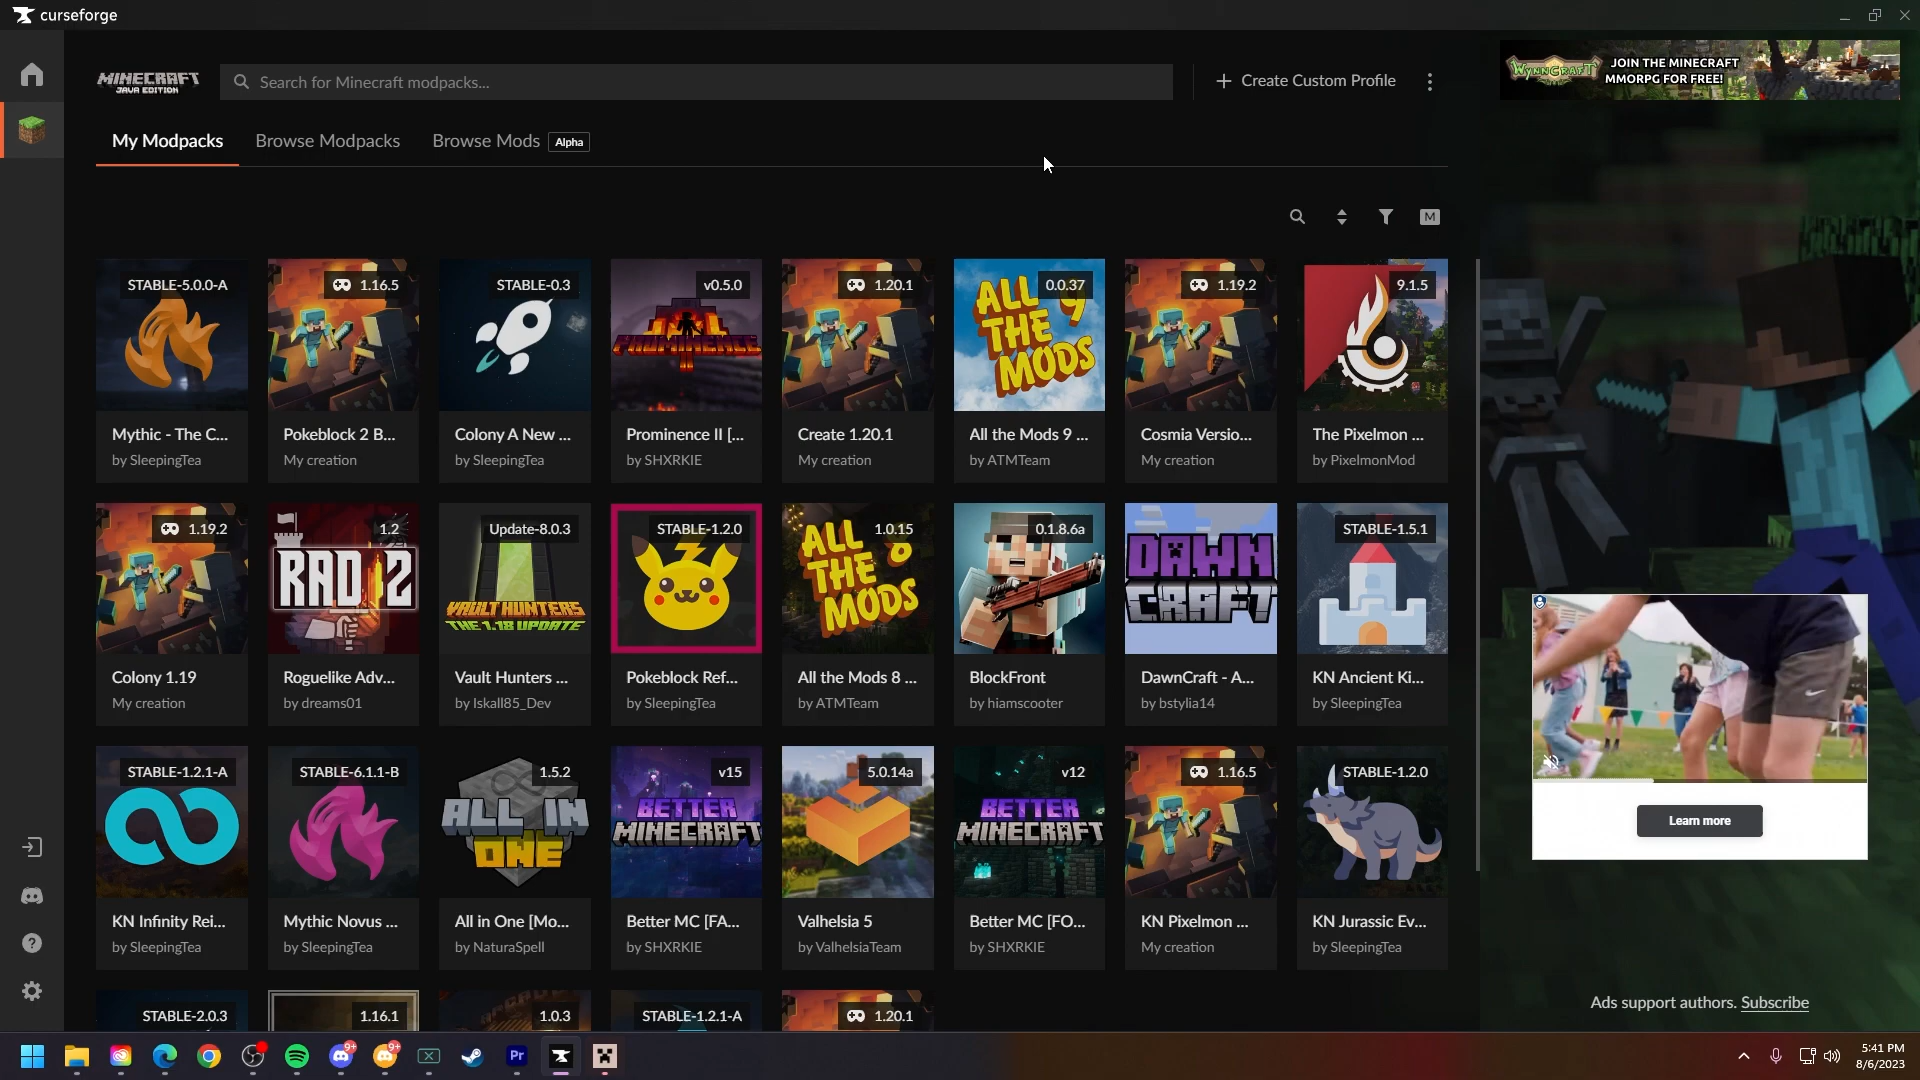 curseforge
MINECRAFT
JAVA EDITION
Search for Minecraft modpacks...
Create Custom Profile
WYNNCRAFT
JOIN THE MINECRAFT
MMORPG FOR FREE!
My Modpacks
Browse Modpacks
Browse Mods
Alpha
M
STABLE-5.0.0-A
1.16.5
STABLE-0.3
v0.5.0
1.20.1
0.0.37
1.19.2
9.1.5
PROMINENCE
ALL
THE 9
MODS
Mythic - The C...
Pokeblock 2 B...
Colony A New ...
Prominence II [...
Create 1.20.1
All the Mods 9 ...
Cosmia Versio...
The Pixelmon ...
by SleepingTea
My creation
by SleepingTea
by SHXRKIE
My creation
by ATMTeam
My creation
by PixelmonMod
1.19.2
1.2
Update-8.0.3
STABLE-1.2.0
1.0.15
0.1.8.6a
STABLE-1.5.1
RAD 2
VAULT HUNTERS
THE 1.18 UPDATE
ALL 8
THE
MODS
DAWN
CRAFT
Colony 1.19
Roguelike Adv...
Vault Hunters ...
Pokeblock Ref...
All the Mods 8 ...
BlockFront
DawnCraft - A...
KN Ancient Ki...
My creation
by dreams01
by Iskall85_Dev
by SleepingTea
by ATMTeam
by hiamscooter
by bstylia14
by SleepingTea
STABLE-1.2.1-A
STABLE-6.1.1-B
1.5.2
v15
5.0.14a
v12
1.16.5
STABLE-1.2.0
ALL IN
ONE
BETTER
MINECRAFT
BETTER
MINECRAFT
KN Infinity Rei...
Mythic Novus ...
All in One [Mo...
Better MC [FA...
Valhelsia 5
Better MC [FO...
KN Pixelmon ...
KN Jurassic Ev...
by SleepingTea
by SleepingTea
by NaturaSpell
by SHXRKIE
by ValhelsiaTeam
by SHXRKIE
My creation
by SleepingTea
STABLE-2.0.3
1.16.1
1.0.3
STABLE-1.2.1-A
1.20.1
Learn more
Ads support authors. Subscribe
9+
9+
Pr
5:41 PM
8/6/2023